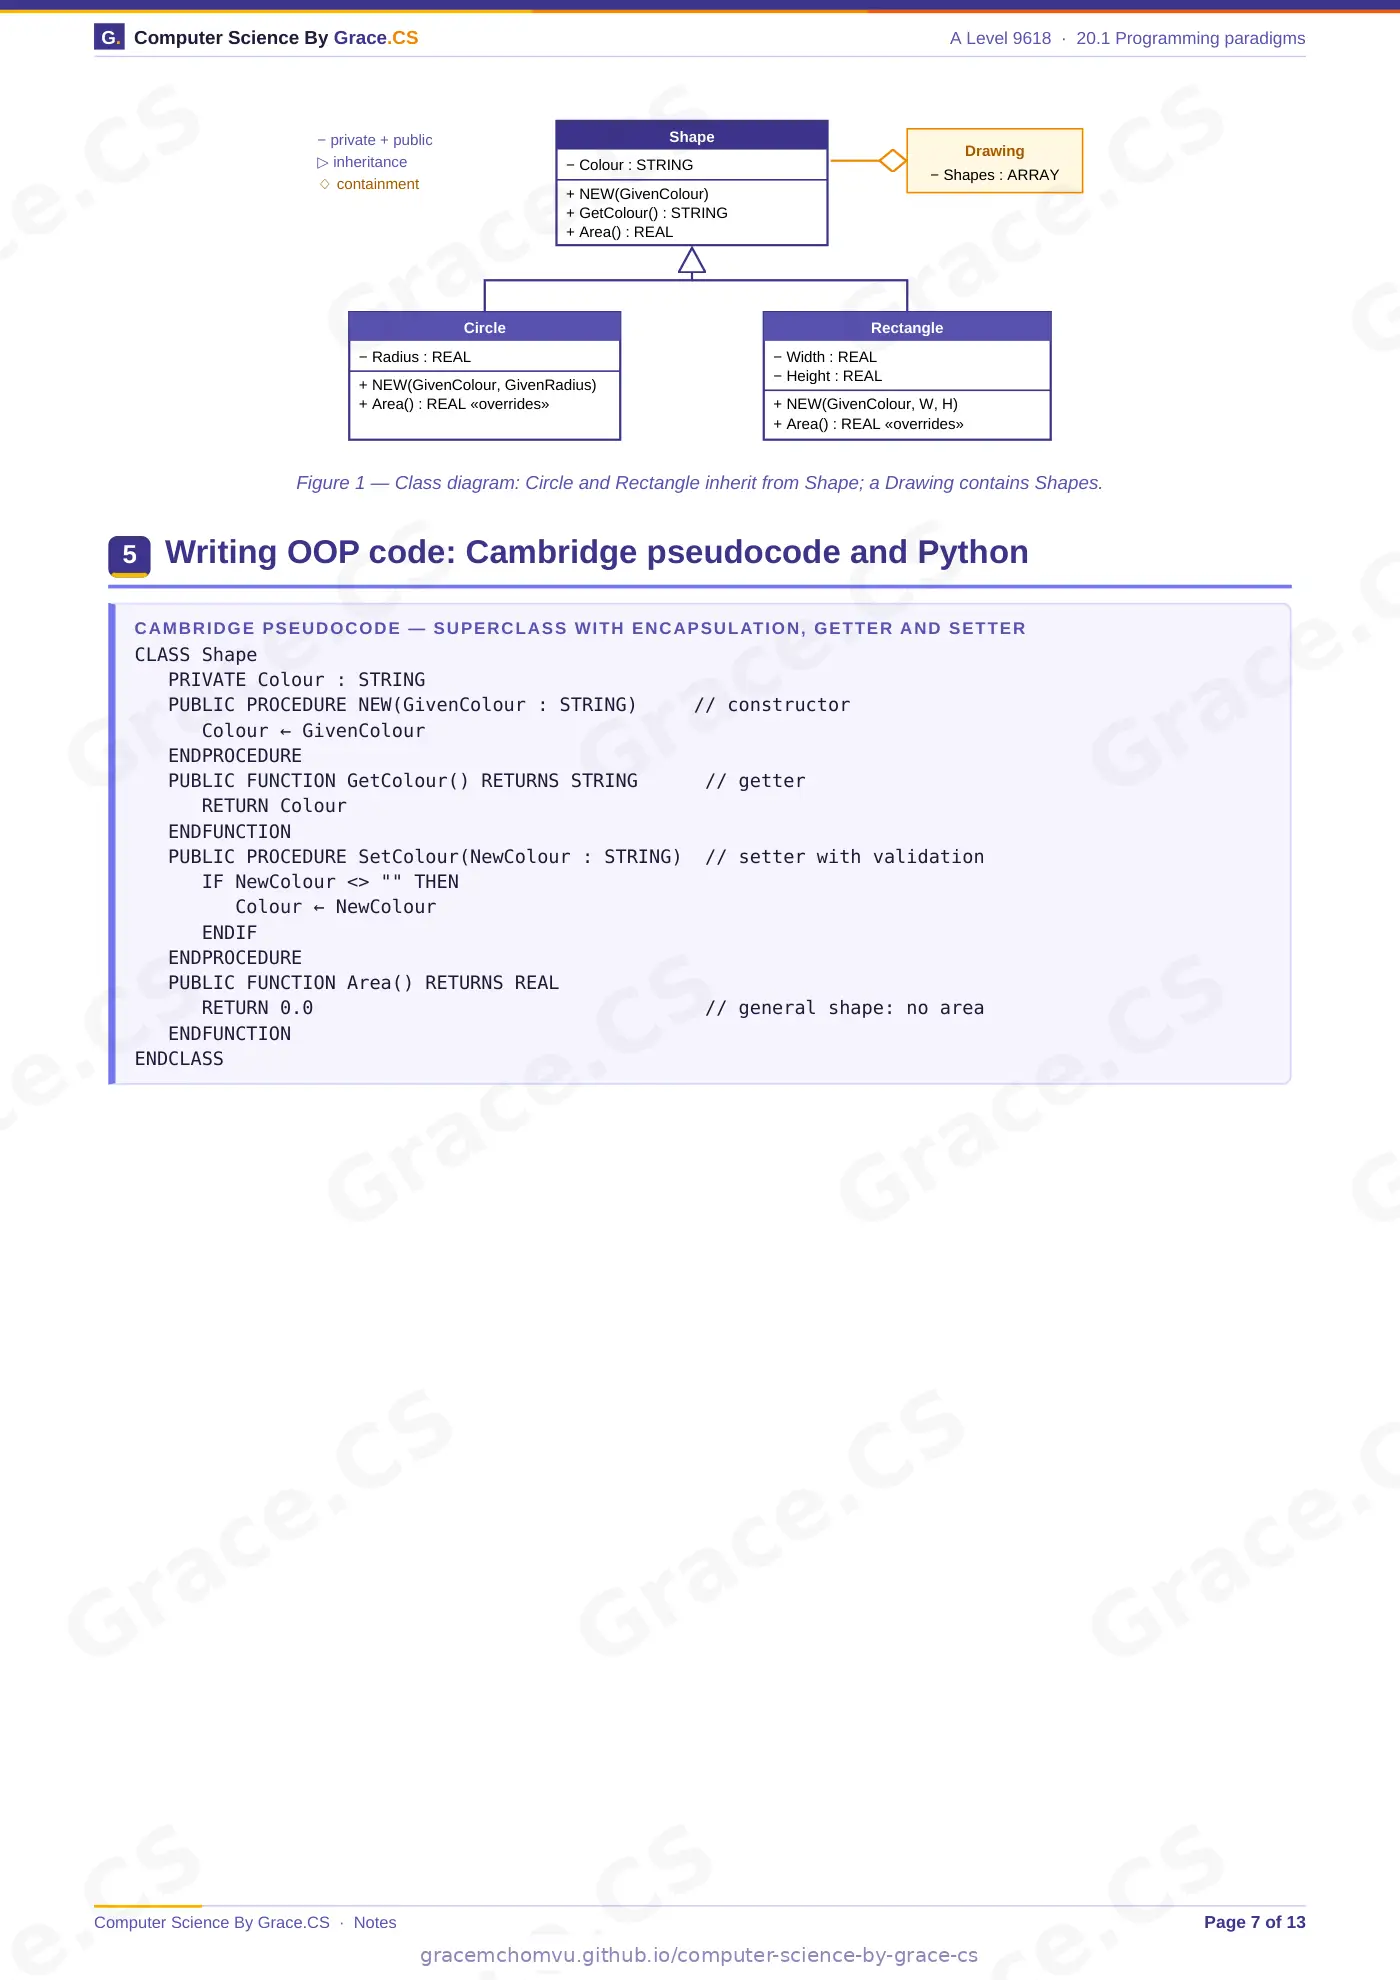 G. Computer Science By Grace.CS
A Level 9618 · 20.1 Programming paradigms
− private + public
▷ inheritance
♢ containment
Shape
− Colour : STRING
+ NEW(GivenColour)
+ GetColour() : STRING
+ Area() : REAL
Drawing
− Shapes : ARRAY
Circle
− Radius : REAL
+ NEW(GivenColour, GivenRadius)
+ Area() : REAL «overrides»
Rectangle
− Width : REAL
− Height : REAL
+ NEW(GivenColour, W, H)
+ Area() : REAL «overrides»
Figure 1 — Class diagram: Circle and Rectangle inherit from Shape; a Drawing contains Shapes.
5 Writing OOP code: Cambridge pseudocode and Python
CAMBRIDGE PSEUDOCODE — SUPERCLASS WITH ENCAPSULATION, GETTER AND SETTER
CLASS Shape
   PRIVATE Colour : STRING
   PUBLIC PROCEDURE NEW(GivenColour : STRING)     // constructor
      Colour ← GivenColour
   ENDPROCEDURE
   PUBLIC FUNCTION GetColour() RETURNS STRING      // getter
      RETURN Colour
   ENDFUNCTION
   PUBLIC PROCEDURE SetColour(NewColour : STRING)  // setter with validation
      IF NewColour <> "" THEN
         Colour ← NewColour
      ENDIF
   ENDPROCEDURE
   PUBLIC FUNCTION Area() RETURNS REAL
      RETURN 0.0                                   // general shape: no area
   ENDFUNCTION
ENDCLASS
Computer Science By Grace.CS · Notes
Page 7 of 13
gracemchomvu.github.io/computer-science-by-grace-cs